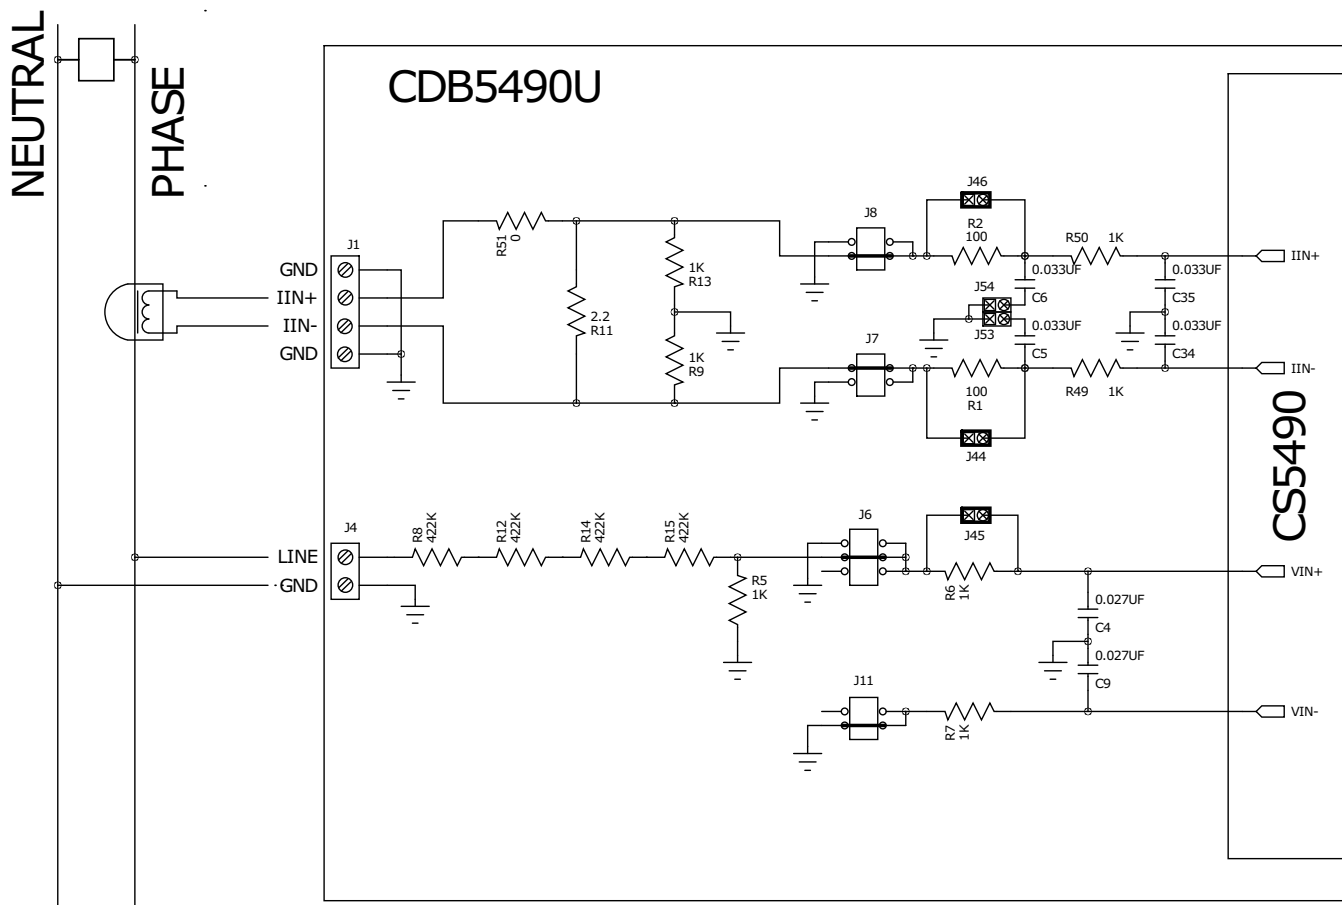 NEUTRAL
PHASE
CDB5490U
J1
GND
IIN+
IIN-
GND
R51
0
2.2
R11
1K
R13
1K
R9
J8
J46
R2
100
R50 1K
0.033UF
C6
0.033UF
C35
IIN+
J54
J53
0.033UF
C5
0.033UF
C34
J7
100
R1
R49 1K
IIN-
J44
CS5490
J4
LINE
GND
R8
422K
R12
422K
R14
422K
R15
422K
R5
1K
J6
J45
R6
1K
VIN+
0.027UF
C4
0.027UF
C9
J11
R7
1K
VIN-